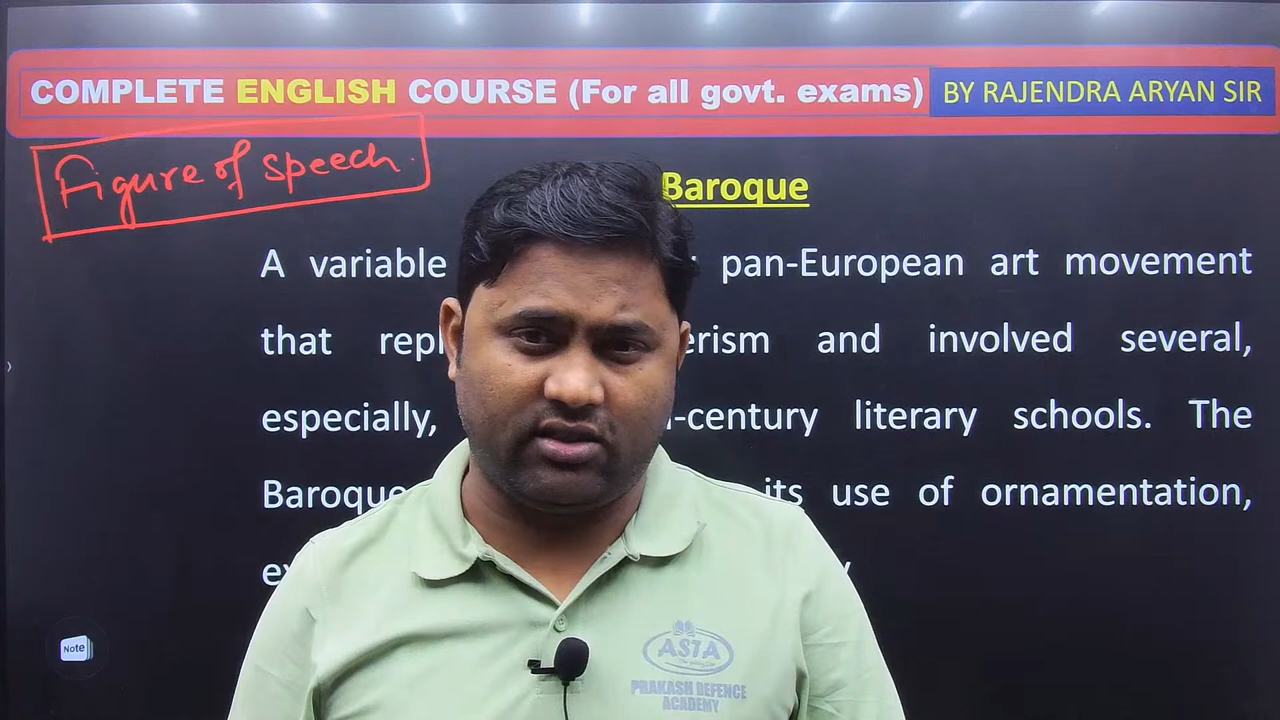 COMPLETE ENGLISH COURSE (For all govt. exams) BY RAJENDRA ARYAN SIR
Figure of speech.
Baroque
A variable pan-European art movement
that and involved several,
especially, -century literary schools. The
Baroque its use of ornamentation,
Note
ASTA
PRAKASH DEFENCE
ACADEMY